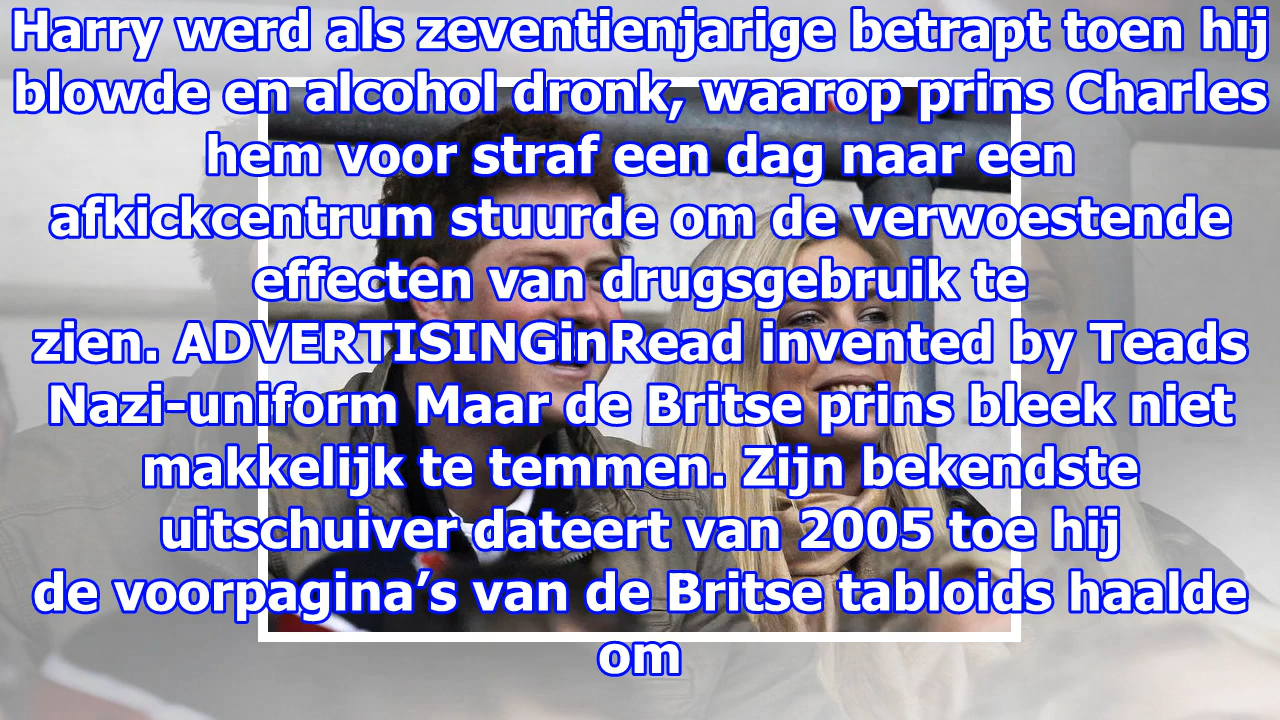 Harry werd als zeventienjarige betrapt toen hij
blowde en alcohol dronk, waarop prins Charles
hem voor straf een dag naar een
afkickcentrum stuurde om de verwoestende
effecten van drugsgebruik te
zien. ADVERTISINGinRead invented by Teads
Nazi-uniform Maar de Britse prins bleek niet
makkelijk te temmen. Zijn bekendste
uitschuiver dateert van 2005 toe hij
de voorpagina’s van de Britse tabloids haalde
om